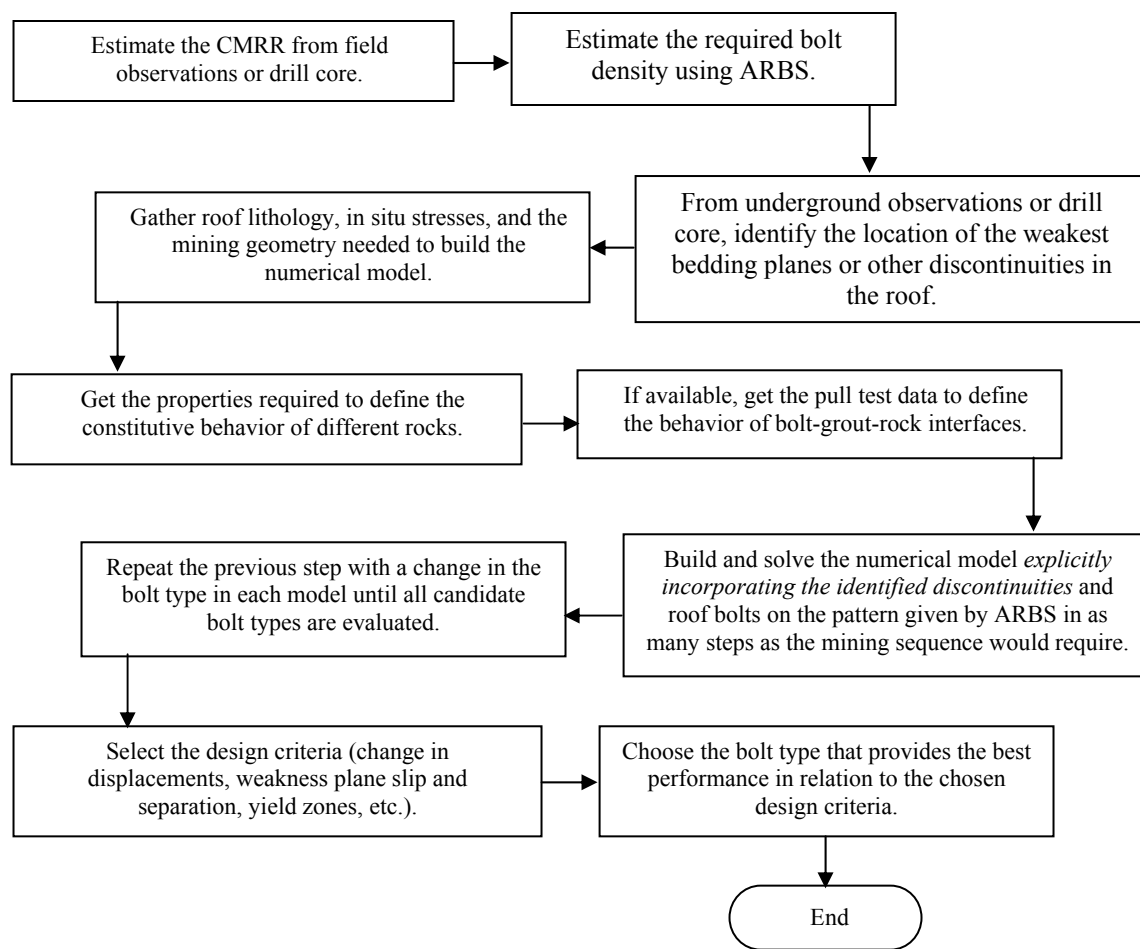 Estimate the CMRR from field
observations or drill core.
Estimate the required bolt
density using ARBS.
From underground observations or drill
core, identify the location of the weakest
bedding planes or other discontinuities in
the roof.
Gather roof lithology, in situ stresses, and the
mining geometry needed to build the
numerical model.
Get the properties required to define the
constitutive behavior of different rocks.
If available, get the pull test data to define
the behavior of bolt-grout-rock interfaces.
Build and solve the numerical model explicitly
incorporating the identified discontinuities and
roof bolts on the pattern given by ARBS in as
many steps as the mining sequence would require.
Repeat the previous step with a change in the
bolt type in each model until all candidate
bolt types are evaluated.
Select the design criteria (change in
displacements, weakness plane slip and
separation, yield zones, etc.).
Choose the bolt type that provides the best
performance in relation to the chosen
design criteria.
End